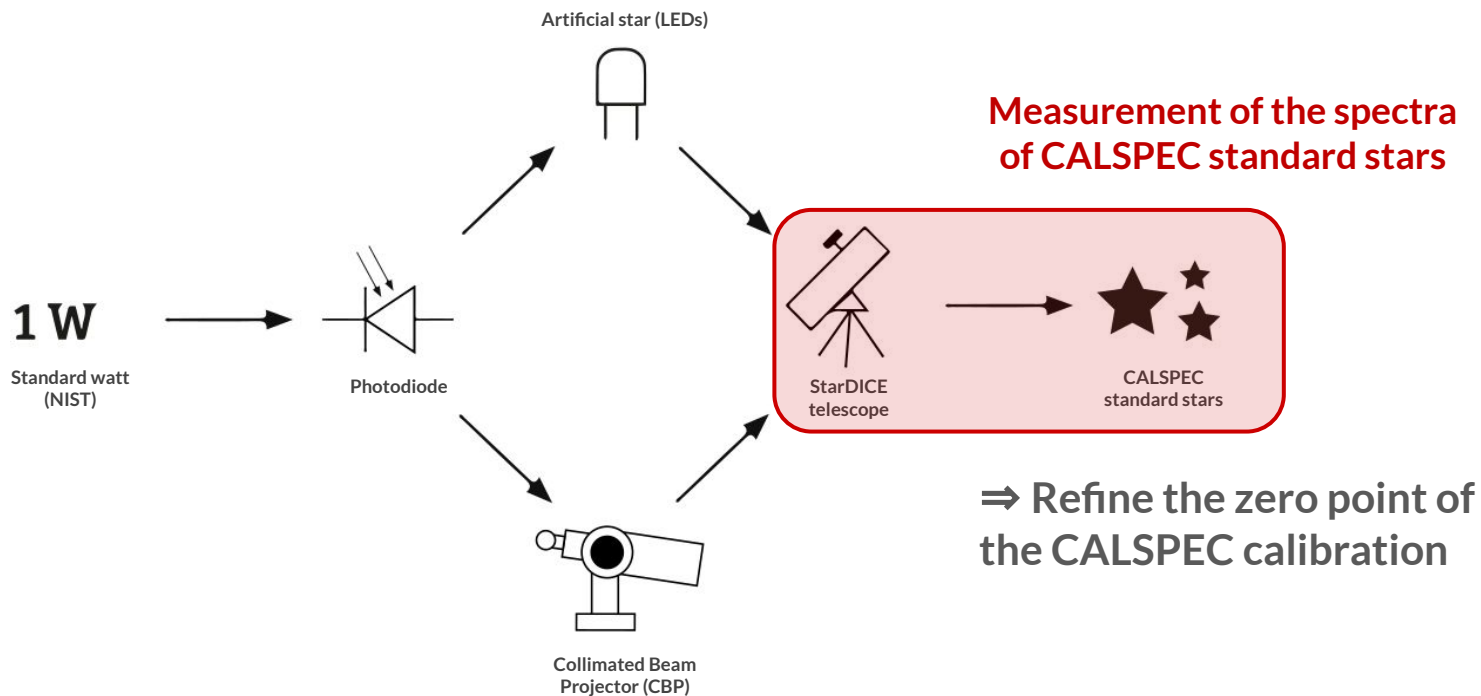 Artificial star (LEDs)
Measurement of the spectra
of CALSPEC standard stars
1 W
Standard watt
(NIST)
Photodiode
StarDICE
telescope
CALSPEC
standard stars
⇒ Refine the zero point of
the CALSPEC calibration
Collimated Beam
Projector (CBP)